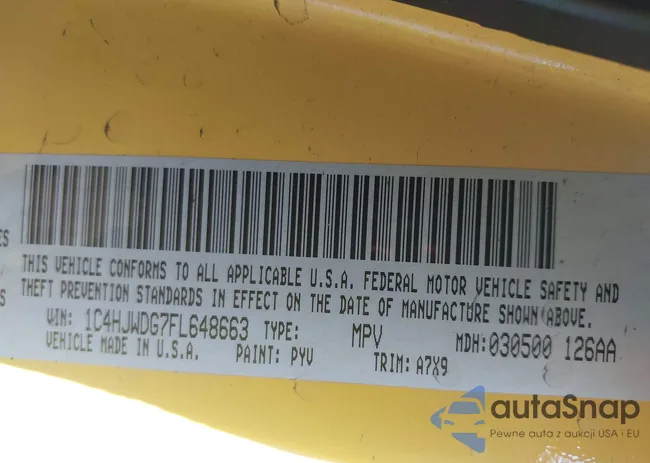 ES
THIS VEHICLE CONFORMS TO ALL APPLICABLE U.S.A. FEDERAL MOTOR VEHICLE SAFETY AND
THEFT PREVENTION STANDARDS IN EFFECT ON THE DATE OF MANUFACTURE SHOWN ABOVE.
S
VIN: 1C4HJWDG7FL648663 TYPE: MPV MDH: 030500 126AA
VEHICLE MADE IN U.S.A. PAINT: PYV TRIM: A7X9
autaSnap
Pewne auta z aukcji USA i EU